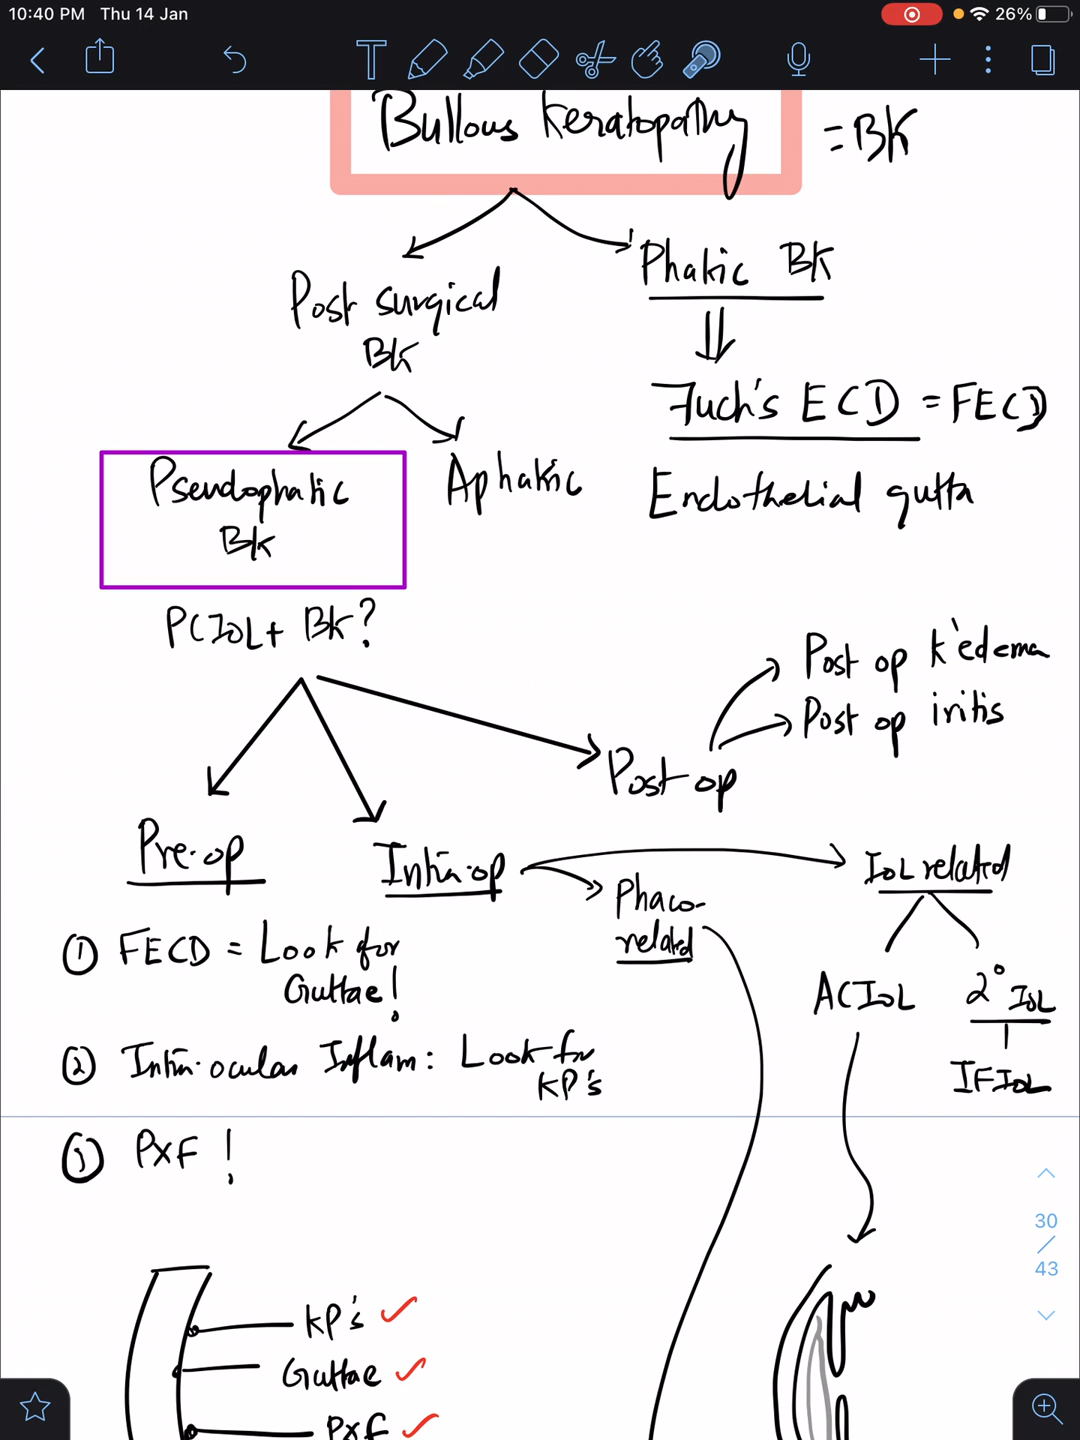 10:40 PM Thu 14 Jan
26%
Bullous Keratopathy
= BK
Post surgical
BK
Phakic BK
Fuch's ECD = FECD
Endothelial gutta
Pseudophakic
BK
Aphakic
PCIOL+ BK?
Post op K'edema
Post op iritis
Post op
Pre-op
Intra-op
Phaco-
related
IOL related
ACIOL
2° IOL
IFIOL
① FECD = Look for
Guttae!
② Intra-ocular Inflam: Look for
KP's
③ PXF !
30
/
43
KP's ✓
Guttae ✓
PXF ✓